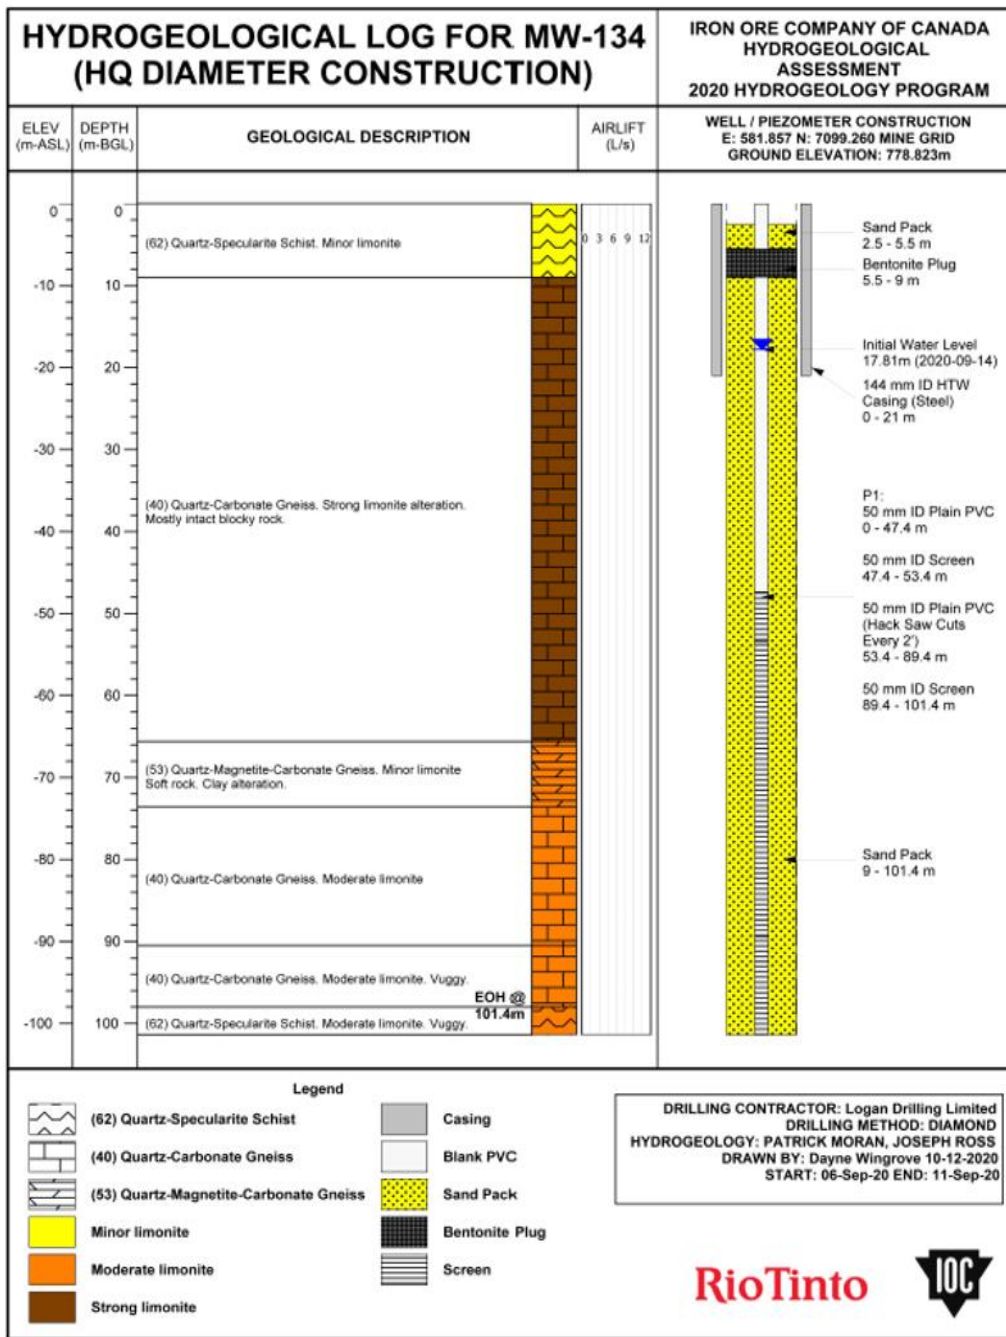 HYDROGEOLOGICAL LOG FOR MW-134
(HQ DIAMETER CONSTRUCTION)
IRON ORE COMPANY OF CANADA
HYDROGEOLOGICAL
ASSESSMENT
2020 HYDROGEOLOGY PROGRAM
ELEV
(m-ASL)
DEPTH
(m-BGL)
GEOLOGICAL DESCRIPTION
AIRLIFT
(L/s)
WELL / PIEZOMETER CONSTRUCTION
E: 581.857 N: 7099.260 MINE GRID
GROUND ELEVATION: 778.823m
0
-10
-20
-30
-40
-50
-60
-70
-80
-90
-100
0
10
20
30
40
50
60
70
80
90
100
(62) Quartz-Specularite Schist. Minor limonite
(40) Quartz-Carbonate Gneiss. Strong limonite alteration.
Mostly intact blocky rock.
(53) Quartz-Magnetite-Carbonate Gneiss. Minor limonite
Soft rock. Clay alteration.
(40) Quartz-Carbonate Gneiss. Moderate limonite
(40) Quartz-Carbonate Gneiss. Moderate limonite. Vuggy.
EOH @
101.4m
(62) Quartz-Specularite Schist. Moderate limonite. Vuggy.
0 3 6 9 12
Sand Pack
2.5 - 5.5 m
Bentonite Plug
5.5 - 9 m
Initial Water Level
17.81m (2020-09-14)
144 mm ID HTW
Casing (Steel)
0 - 21 m
P1:
50 mm ID Plain PVC
0 - 47.4 m
50 mm ID Screen
47.4 - 53.4 m
50 mm ID Plain PVC
(Hack Saw Cuts
Every 2')
53.4 - 89.4 m
50 mm ID Screen
89.4 - 101.4 m
Sand Pack
9 - 101.4 m
Legend
(62) Quartz-Specularite Schist
(40) Quartz-Carbonate Gneiss
(53) Quartz-Magnetite-Carbonate Gneiss
Minor limonite
Moderate limonite
Strong limonite
Casing
Blank PVC
Sand Pack
Bentonite Plug
Screen
DRILLING CONTRACTOR: Logan Drilling Limited
DRILLING METHOD: DIAMOND
HYDROGEOLOGY: PATRICK MORAN, JOSEPH ROSS
DRAWN BY: Dayne Wingrove 10-12-2020
START: 06-Sep-20 END: 11-Sep-20
RioTinto
IOC